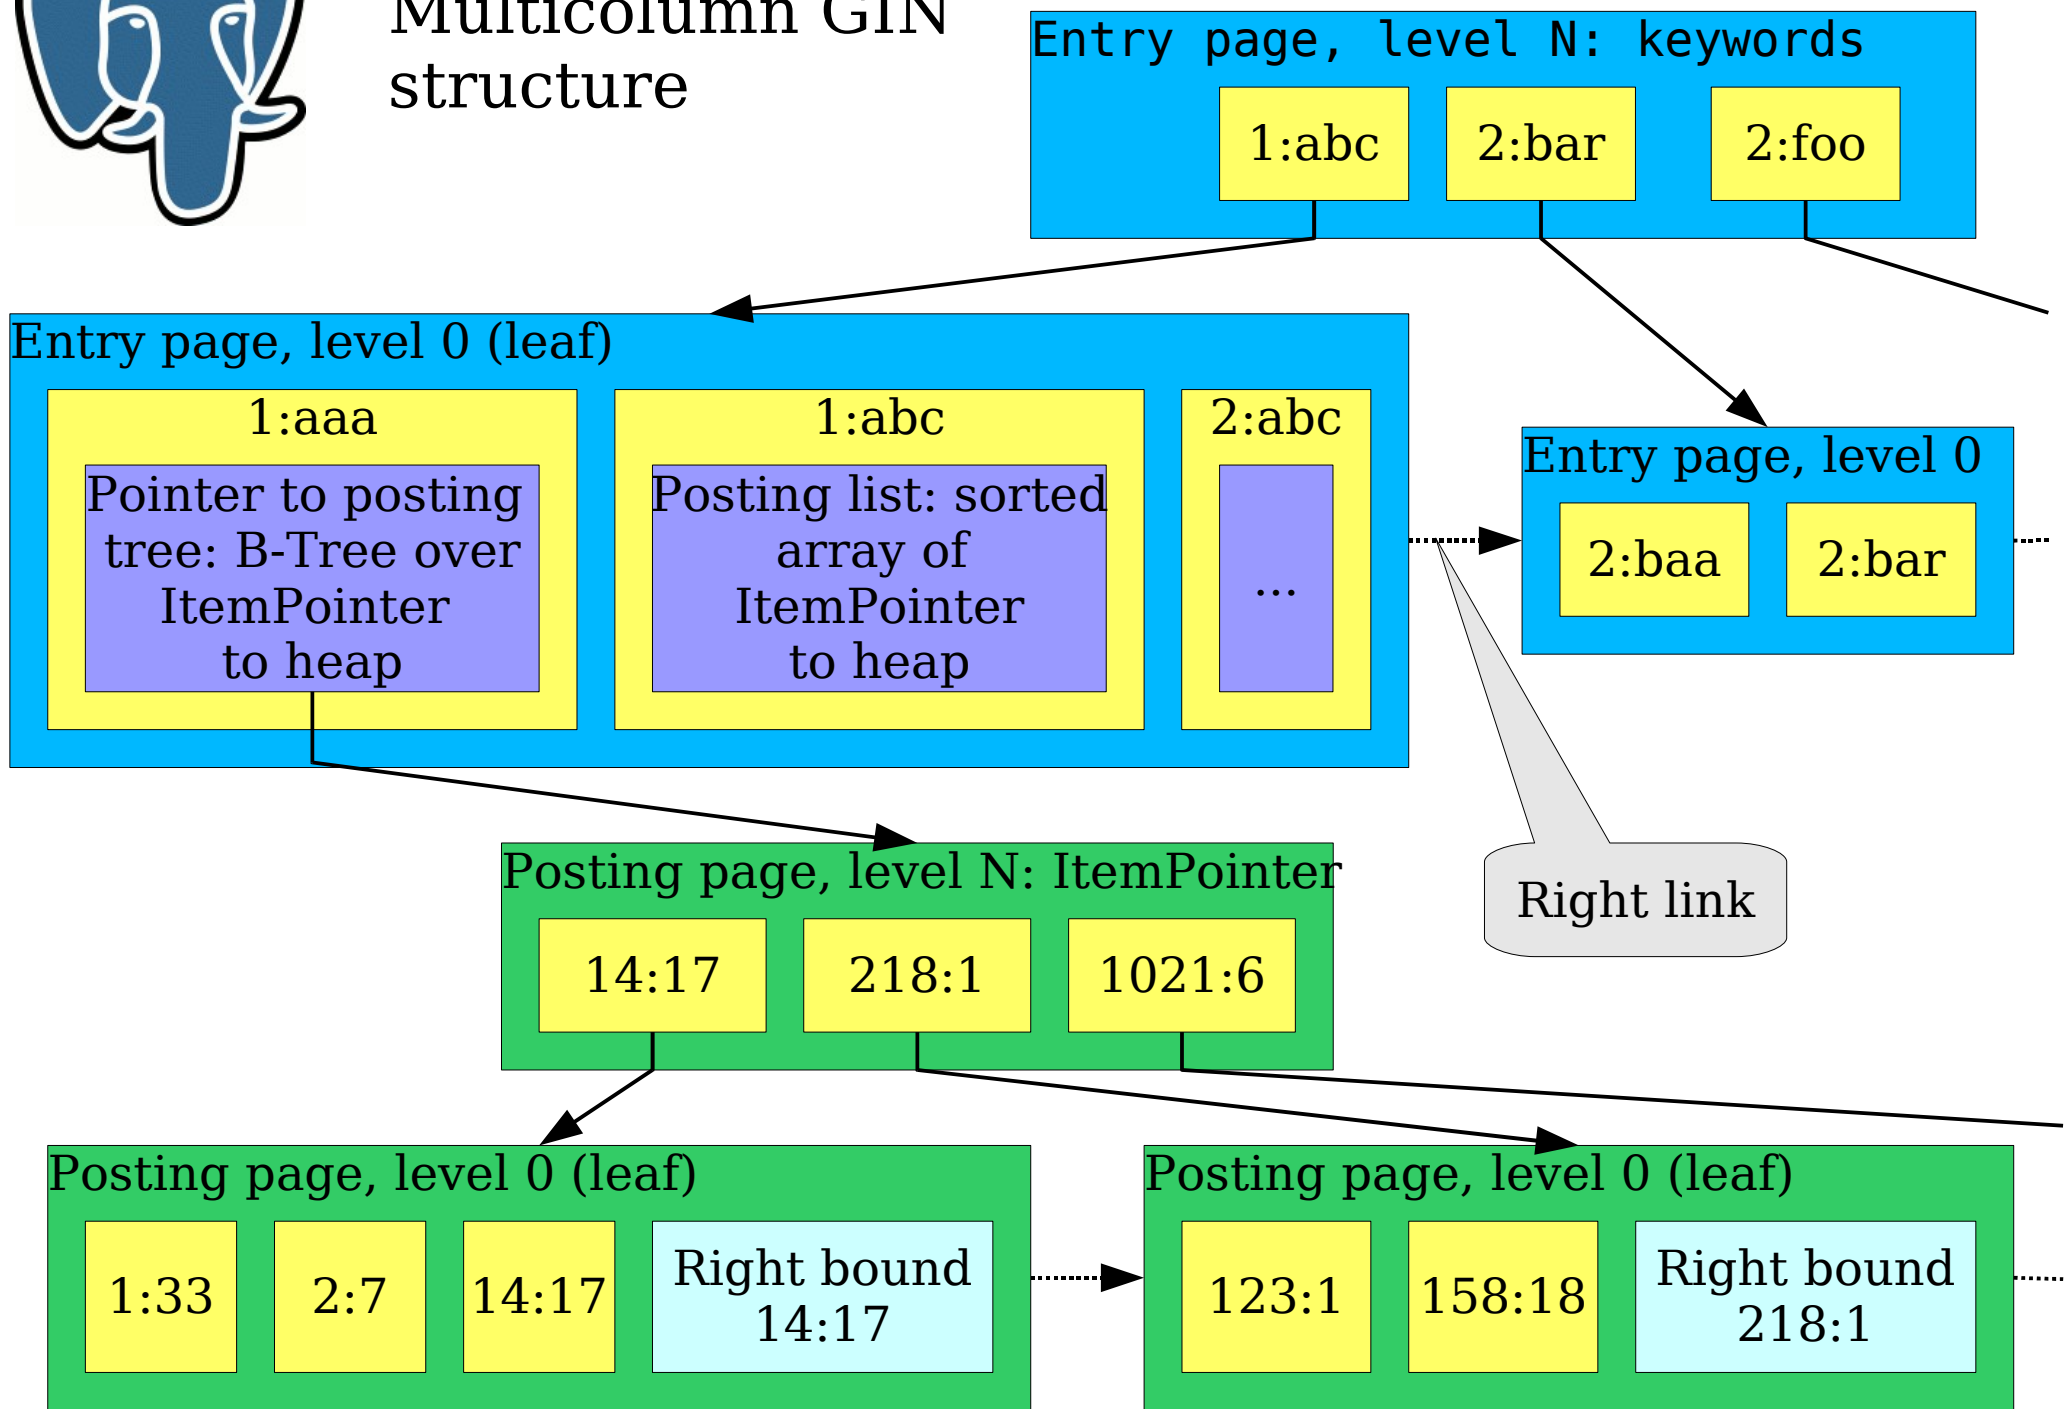 Multicolumn GIN
structure
Entry page, level N: keywords
1:abc
2:bar
2:foo
Entry page, level 0 (leaf)
1:aaa
Pointer to posting
tree: B-Tree over
ItemPointer
to heap
1:abc
Posting list: sorted
array of
ItemPointer
to heap
2:abc
...
Entry page, level 0
2:baa
2:bar
Right link
Posting page, level N: ItemPointer
14:17
218:1
1021:6
Posting page, level 0 (leaf)
1:33
2:7
14:17
Right bound
14:17
Posting page, level 0 (leaf)
123:1
158:18
Right bound
218:1